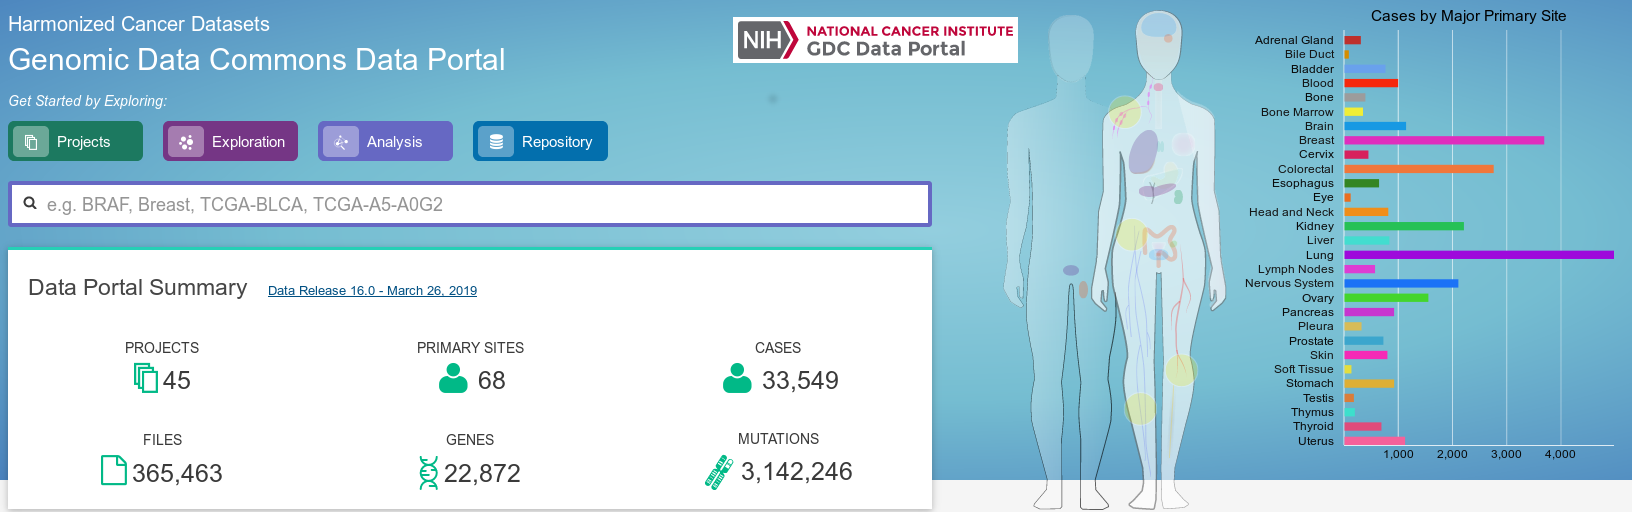 Harmonized Cancer Datasets
Genomic Data Commons Data Portal
NIH NATIONAL CANCER INSTITUTE
GDC Data Portal
Get Started by Exploring:
Projects Exploration Analysis Repository
e.g. BRAF, Breast, TCGA-BLCA, TCGA-A5-A0G2
Data Portal Summary Data Release 16.0 - March 26, 2019
PROJECTS PRIMARY SITES CASES
45 68 33,549
FILES GENES MUTATIONS
365,463 22,872 3,142,246
Cases by Major Primary Site
Adrenal Gland
Bile Duct
Bladder
Blood
Bone
Bone Marrow
Brain
Breast
Cervix
Colorectal
Esophagus
Eye
Head and Neck
Kidney
Liver
Lung
Lymph Nodes
Nervous System
Ovary
Pancreas
Pleura
Prostate
Skin
Soft Tissue
Stomach
Testis
Thymus
Thyroid
Uterus
1,000 2,000 3,000 4,000